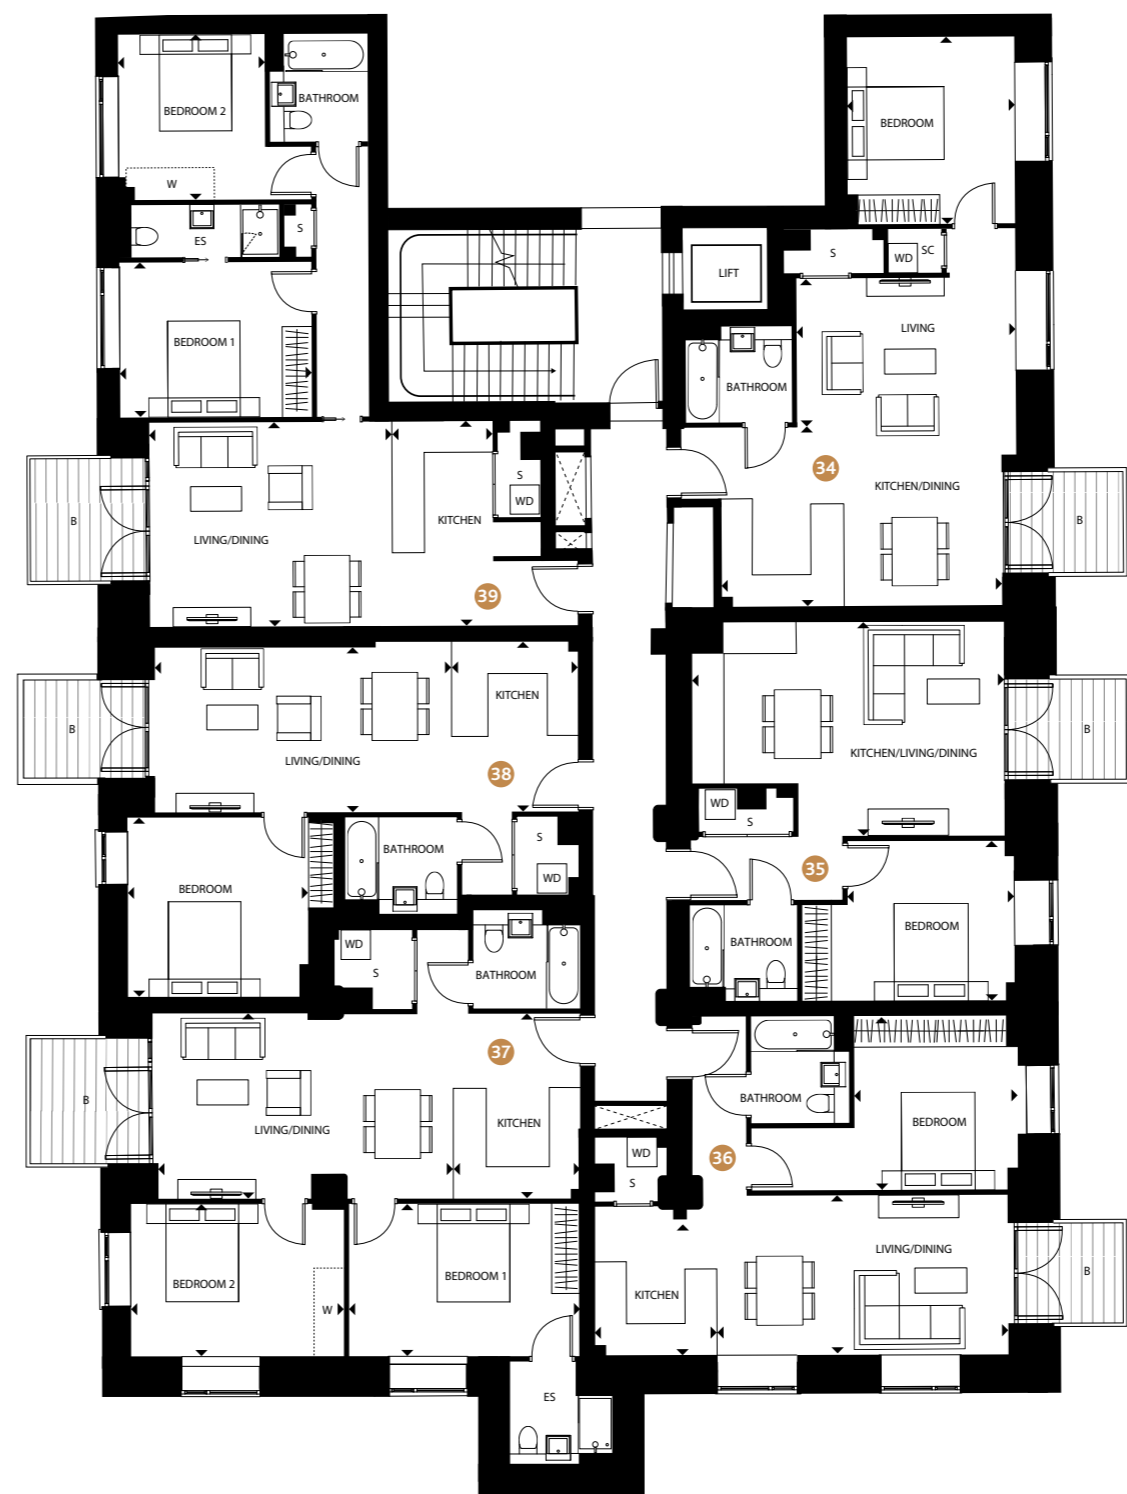 BEDROOM 2
BATHROOM
W
ES
S
BEDROOM 1
B
LIVING/DINING
KITCHEN
S
WD
39
LIFT
BEDROOM
S
WD
SC
LIVING
BATHROOM
34
KITCHEN/DINING
B
B
LIVING/DINING
KITCHEN
38
BEDROOM
BATHROOM
S
WD
KITCHEN/LIVING/DINING
B
WD
S
35
BATHROOM
BEDROOM
WD
S
BATHROOM
37
B
LIVING/DINING
KITCHEN
BEDROOM 2
W
BEDROOM 1
ES
BATHROOM
BEDROOM
36
WD
S
LIVING/DINING
KITCHEN
B